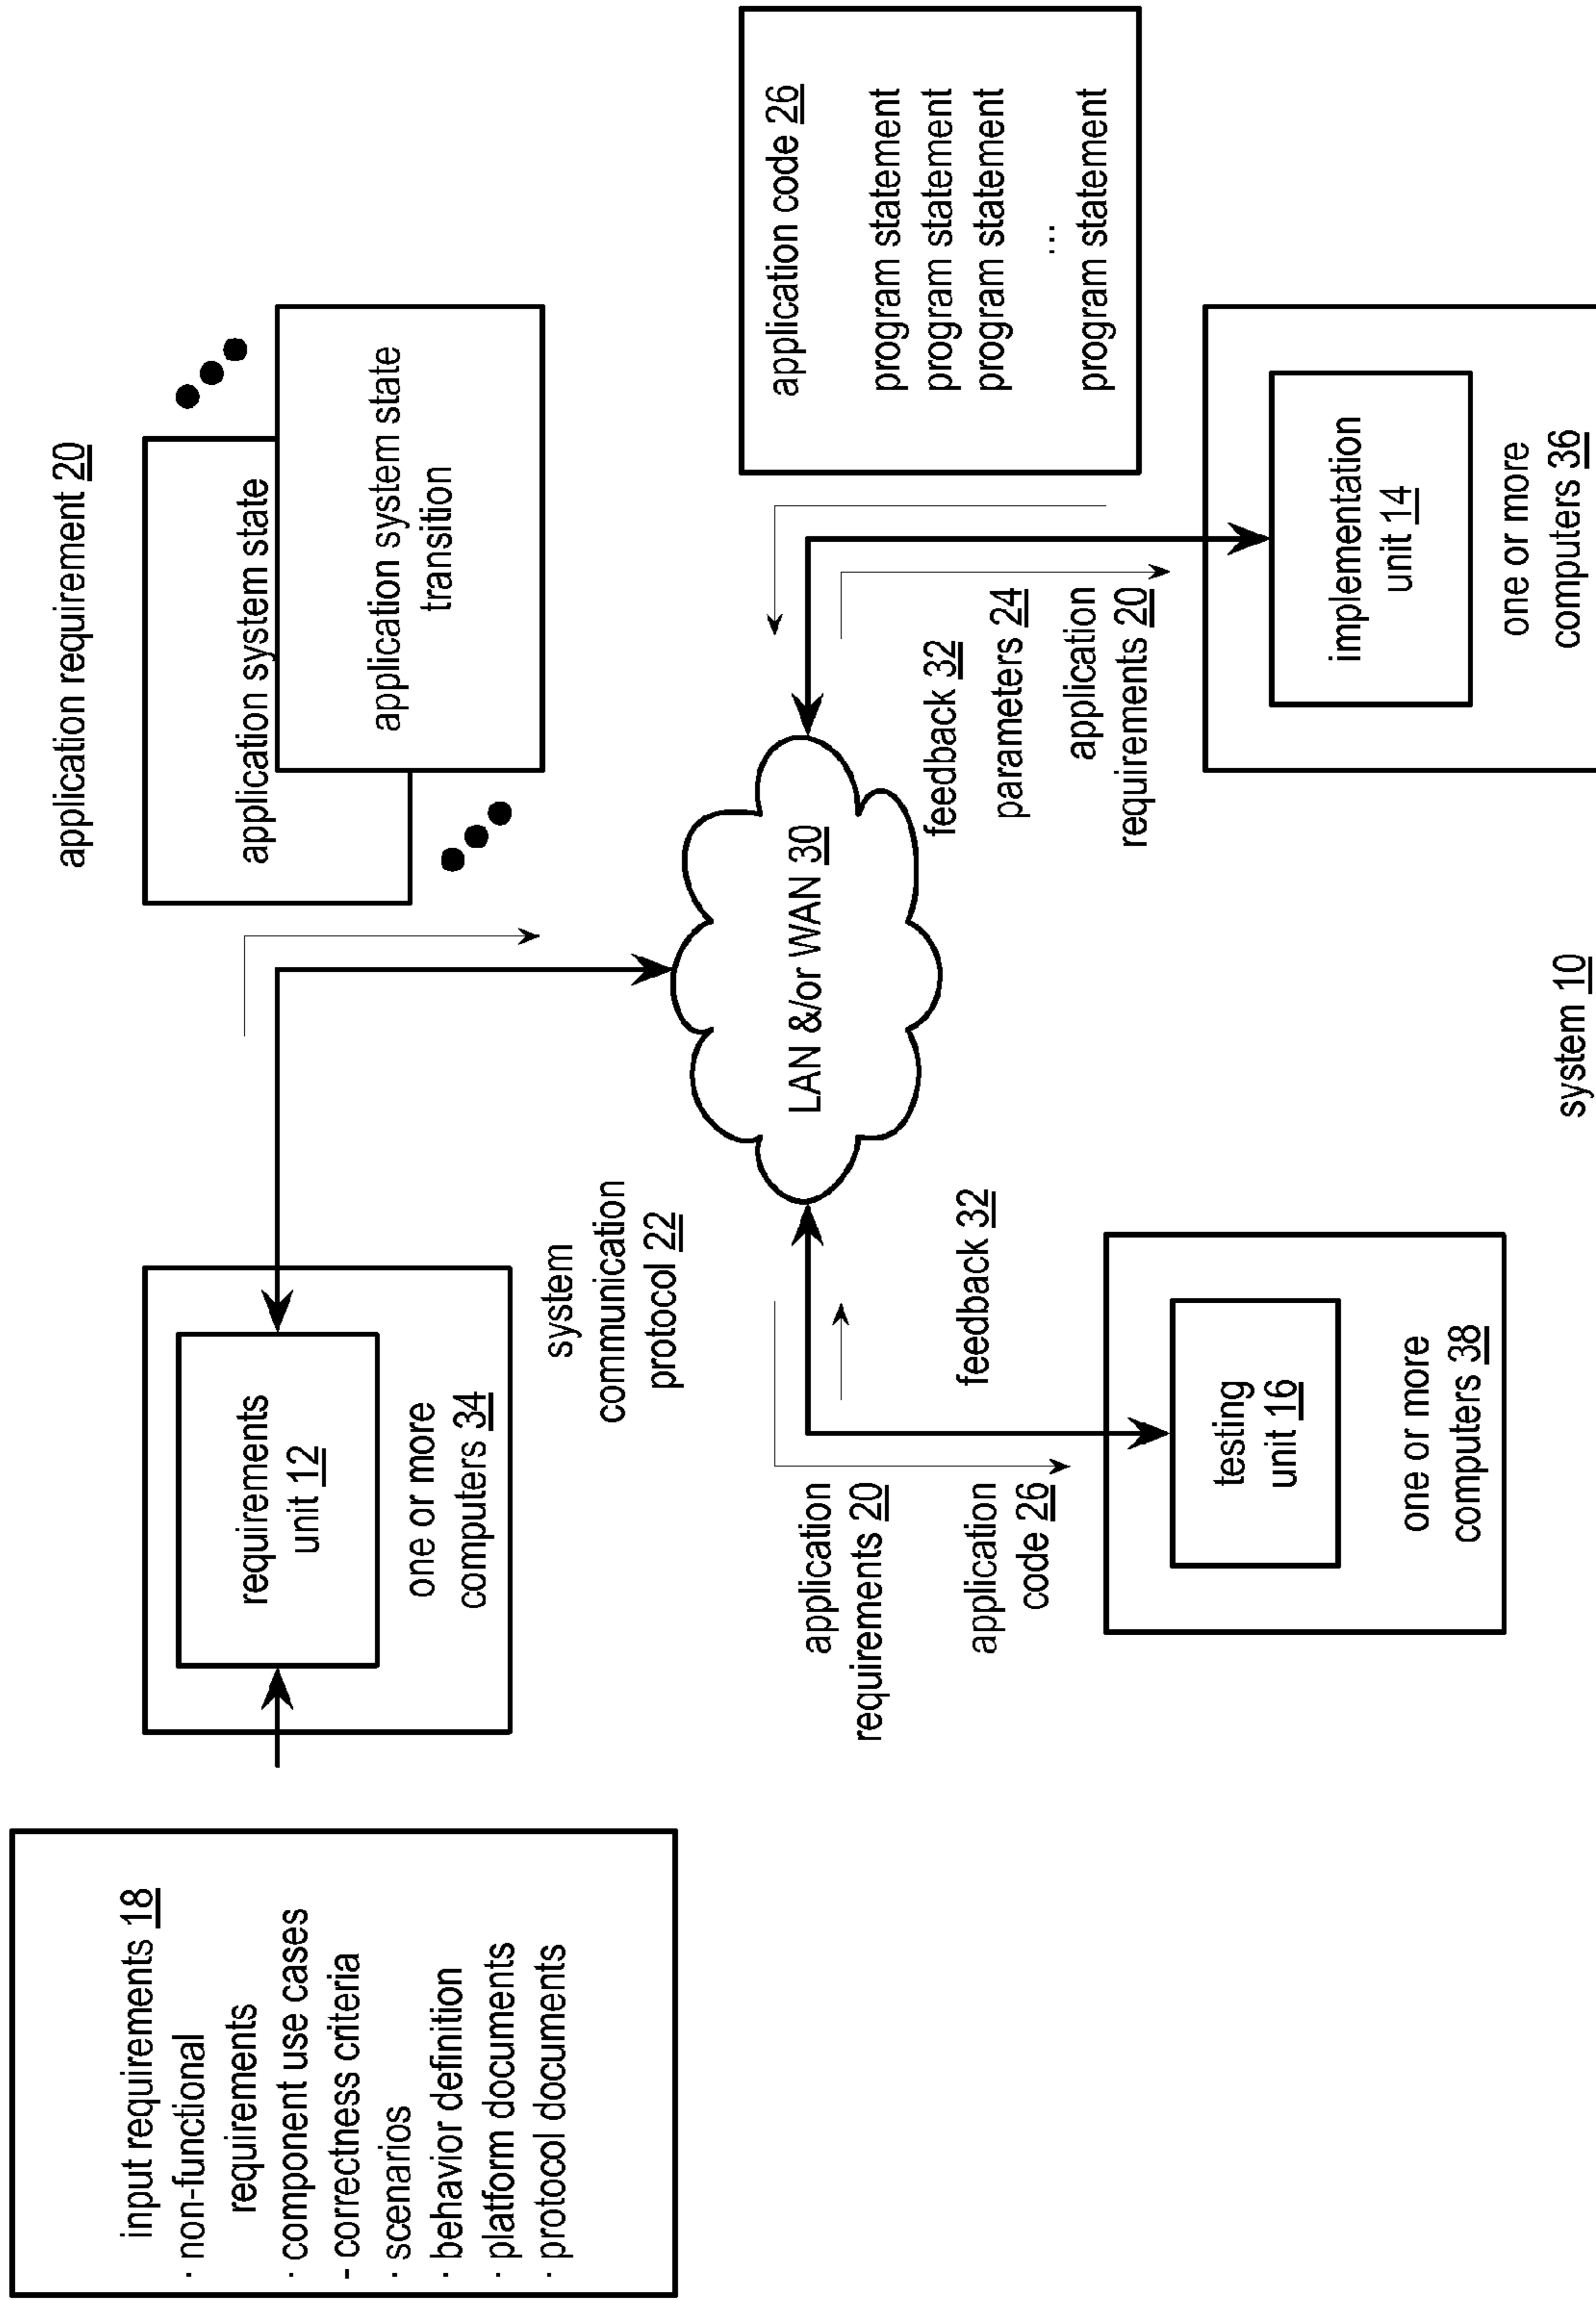 input requirements 18
· non-functional
requirements
· component use cases
- correctness criteria
· scenarios
· behavior definition
· platform documents
· protocol documents
requirements
unit 12
one or more
computers 34
application requirement 20
application system state
application system state
transition
system
communication
protocol 22
LAN &/or WAN 30
application
requirements 20
application
code 26
feedback 32
testing
unit 16
one or more
computers 38
feedback 32
parameters 24
application
requirements 20
application code 26
program statement
program statement
program statement
...
program statement
implementation
unit 14
one or more
computers 36
system 10